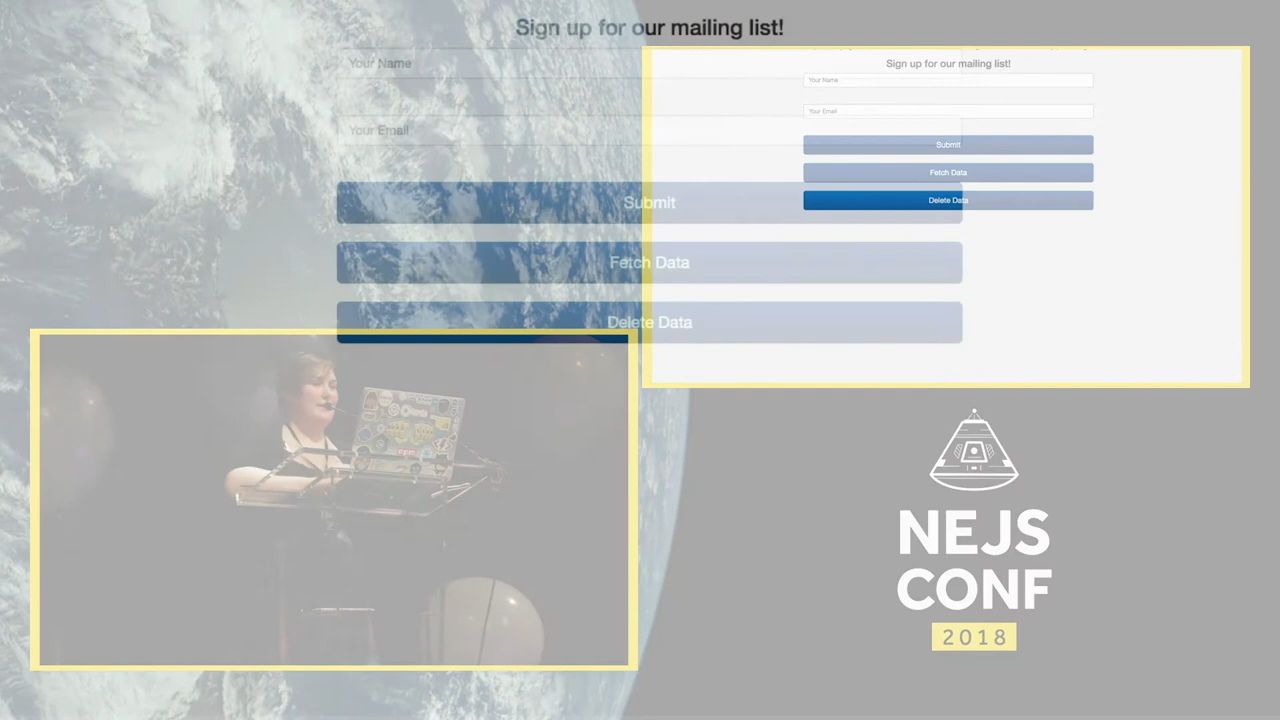 Sign up for our mailing list!
Your Name
Your Email
Submit
Fetch Data
Delete Data
Sign up for our mailing list!
Your Name
Your Email
Submit
Fetch Data
Delete Data
NEJS
CONF
2018